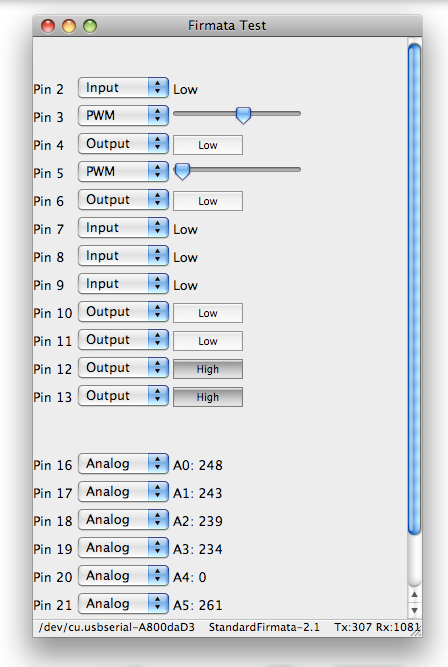 Firmata Test
Pin 2 Input Low
Pin 3 PWM
Pin 4 Output Low
Pin 5 PWM
Pin 6 Output Low
Pin 7 Input Low
Pin 8 Input Low
Pin 9 Input Low
Pin 10 Output Low
Pin 11 Output Low
Pin 12 Output High
Pin 13 Output High
Pin 16 Analog A0: 248
Pin 17 Analog A1: 243
Pin 18 Analog A2: 239
Pin 19 Analog A3: 234
Pin 20 Analog A4: 0
Pin 21 Analog A5: 261
/dev/cu.usbserial-A800daD3 StandardFirmata-2.1 Tx:307 Rx:1081